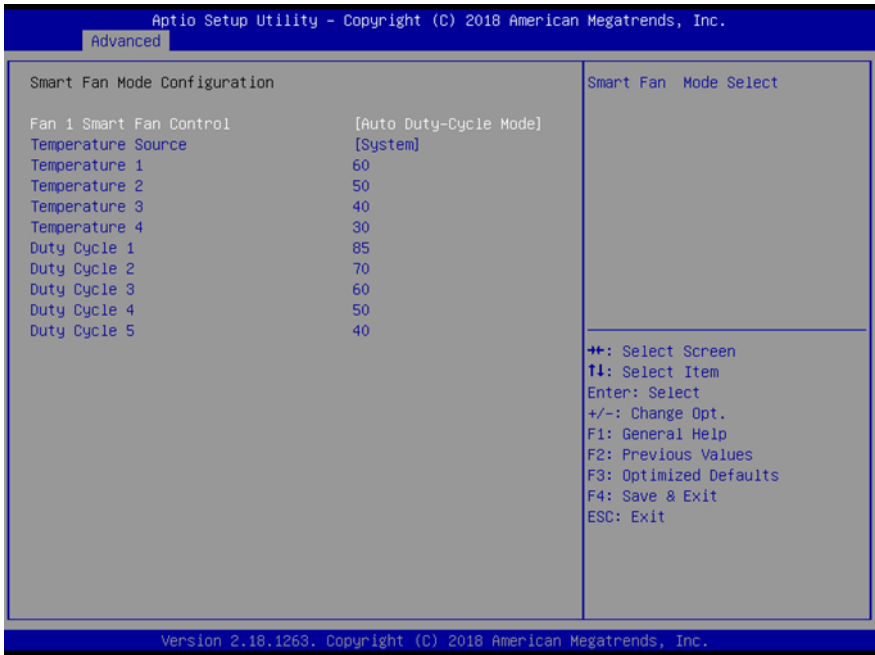 Aptio Setup Utility – Copyright (C) 2018 American Megatrends, Inc.
Advanced
Smart Fan Mode Configuration
Fan 1 Smart Fan Control [Auto Duty-Cycle Mode]
Temperature Source [System]
Temperature 1 60
Temperature 2 50
Temperature 3 40
Temperature 4 30
Duty Cycle 1 85
Duty Cycle 2 70
Duty Cycle 3 60
Duty Cycle 4 50
Duty Cycle 5 40
Smart Fan Mode Select
→←: Select Screen
↑↓: Select Item
Enter: Select
+/-: Change Opt.
F1: General Help
F2: Previous Values
F3: Optimized Defaults
F4: Save & Exit
ESC: Exit
Version 2.18.1263. Copyright (C) 2018 American Megatrends, Inc.